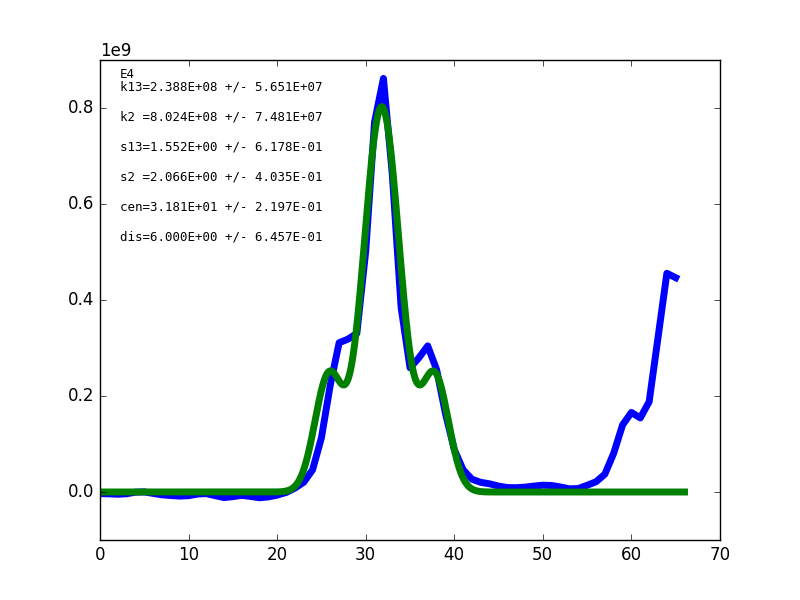 1e9
E4
k13=2.388E+08 +/- 5.651E+07
k2 =8.024E+08 +/- 7.481E+07
s13=1.552E+00 +/- 6.178E-01
s2 =2.066E+00 +/- 4.035E-01
cen=3.181E+01 +/- 2.197E-01
dis=6.000E+00 +/- 6.457E-01
0.8
0.6
0.4
0.2
0.0
0 10 20 30 40 50 60 70